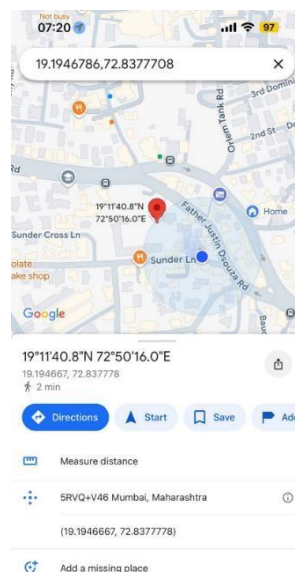 Not busy
07:20
97
19.1946786,72.8377708
3rd Domini
Orlem Tank Rd
2nd St
Do
Rd
19°11'40.8"N
72°50'16.0"E
Home
Father Justin Dsouza Rd
Sunder Cross Ln
olate
ake shop
Sunder Ln
Google
Bau
19°11'40.8"N 72°50'16.0"E
19.194667, 72.837778
2 min
Directions
Start
Save
Add
Measure distance
5RVQ+V46 Mumbai, Maharashtra
(19.1946667, 72.8377778)
Add a missing place